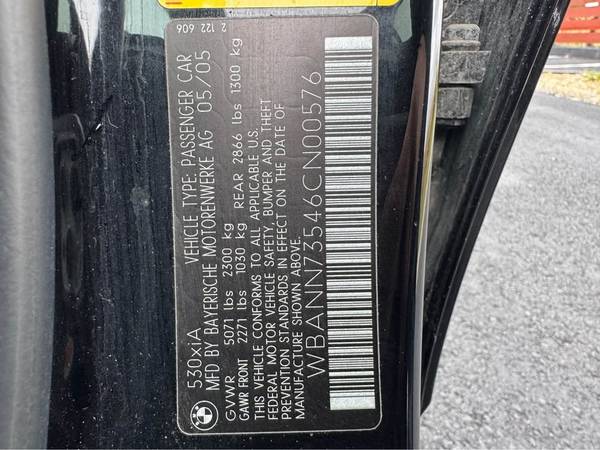 530xiA VEHICLE TYPE: PASSENGER CAR
MFD BY BAYERISCHE MOTORENWERKE AG 05/05
GVWR 5071 lbs 2300 kg
GAWR FRONT 2271 lbs 1030 kg REAR 2866 lbs 1300 kg
THIS VEHICLE CONFORMS TO ALL APPLICABLE U.S.
FEDERAL MOTOR VEHICLE SAFETY, BUMPER AND THEFT
PREVENTION STANDARDS IN EFFECT ON THE DATE OF
MANUFACTURE SHOWN ABOVE.
WBANN73546CN00576
2 122 606
BMW